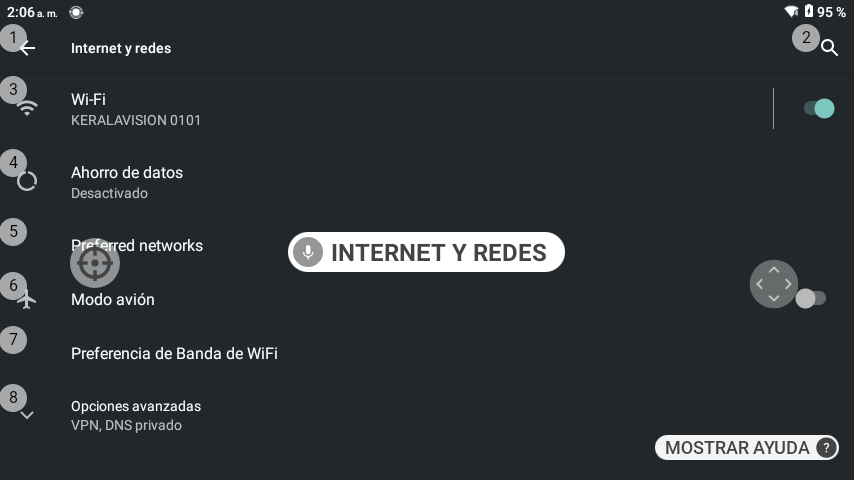 2:06 a. m.
95 %
1
Internet y redes
2
3
Wi-Fi
KERALAVISION 0101
4
Ahorro de datos
Desactivado
5
Preferred networks
INTERNET Y REDES
6
Modo avión
7
Preferencia de Banda de WiFi
8
Opciones avanzadas
VPN, DNS privado
MOSTRAR AYUDA ?